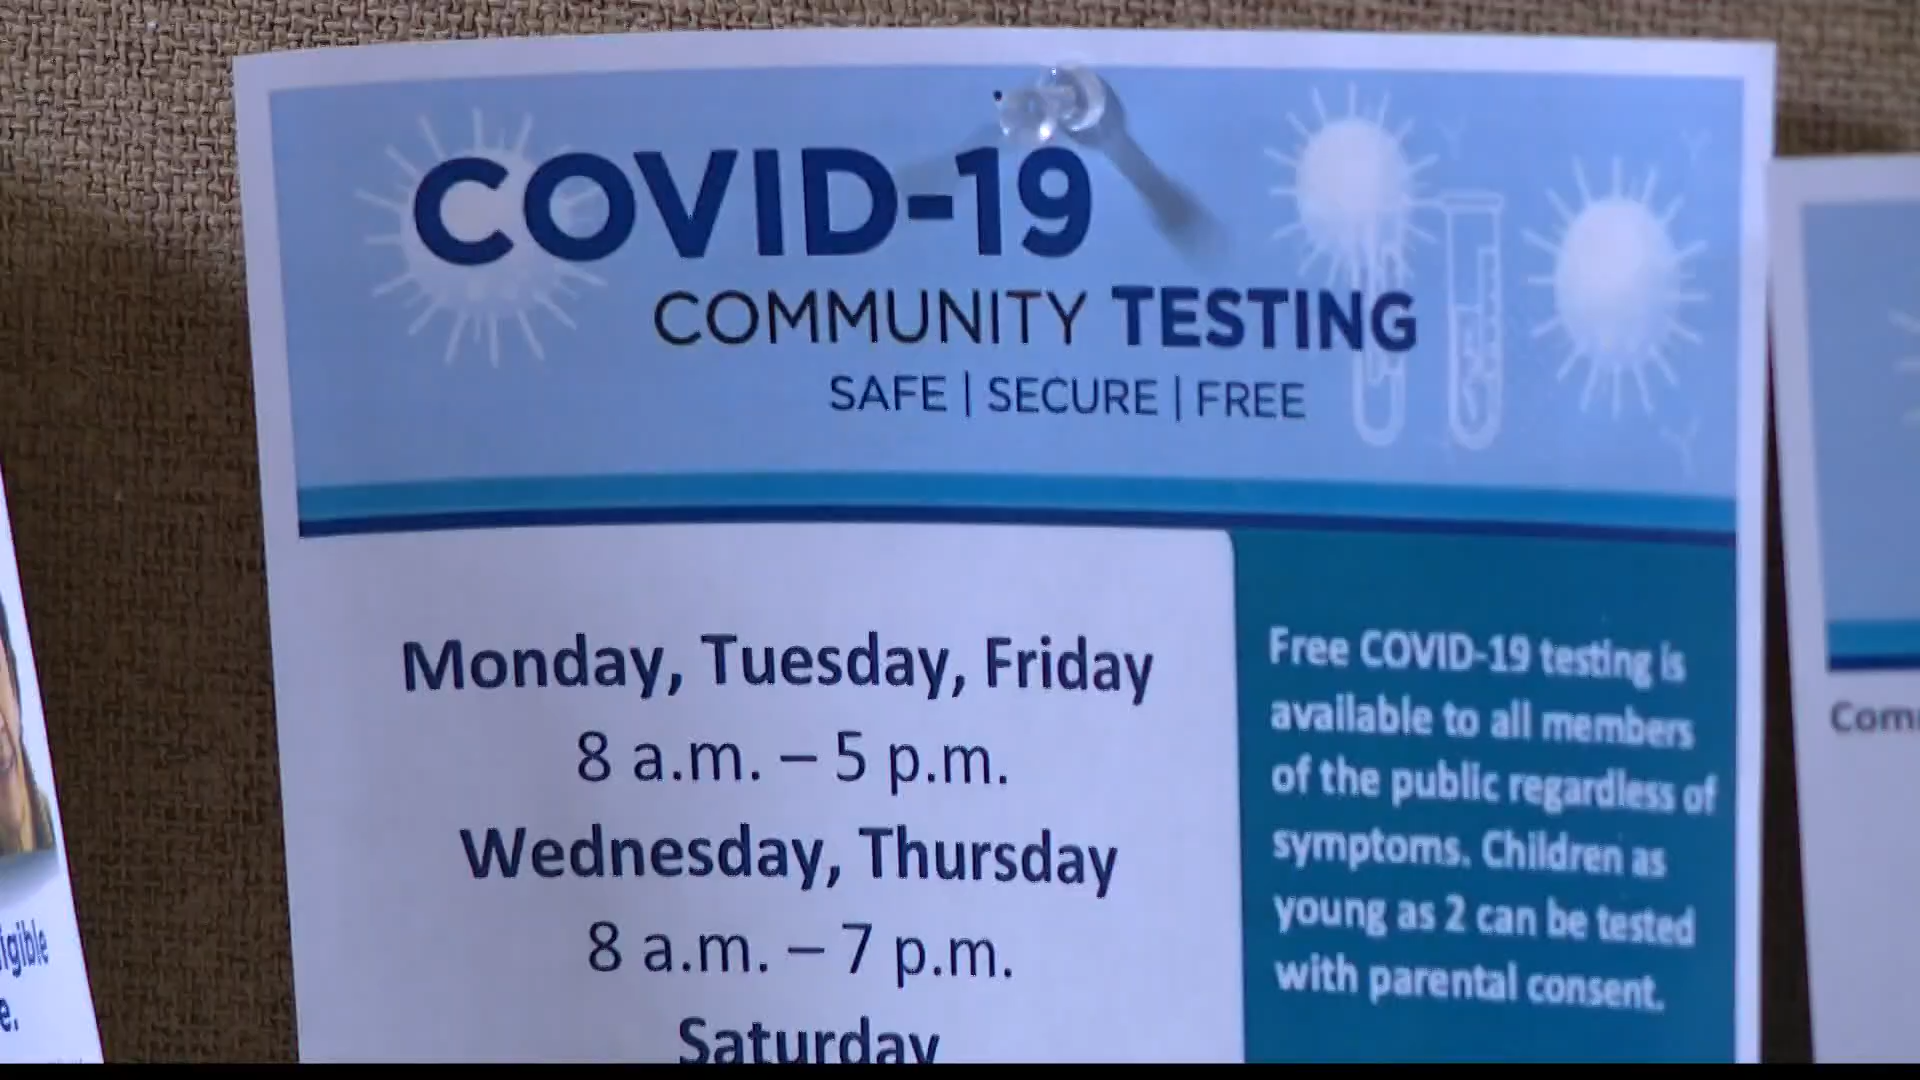 COVID-19
COMMUNITY TESTING
SAFE | SECURE | FREE
Monday, Tuesday, Friday
8 a.m. – 5 p.m.
Wednesday, Thursday
8 a.m. – 7 p.m.
Saturday
Free COVID-19 testing is
available to all members
of the public regardless of
symptoms. Children as
young as 2 can be tested
with parental consent.